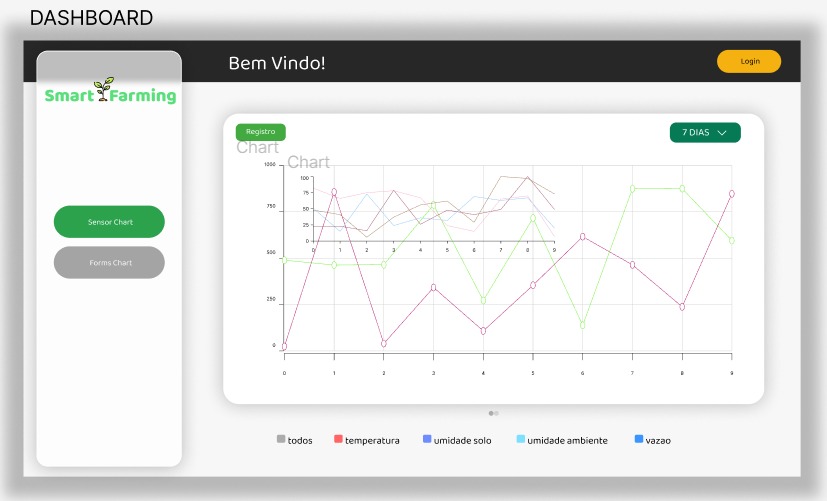 DASHBOARD
Bem Vindo!
Login
Smart Farming
Registro
7 DIAS
Chart
Chart
1000
750
500
250
0
100
75
50
25
0
0 1 2 3 4 5 6 7 8 9
0 1 2 3 4 5 6 7 8 9
Sensor Chart
Forms Chart
todos temperatura umidade solo umidade ambiente vazao